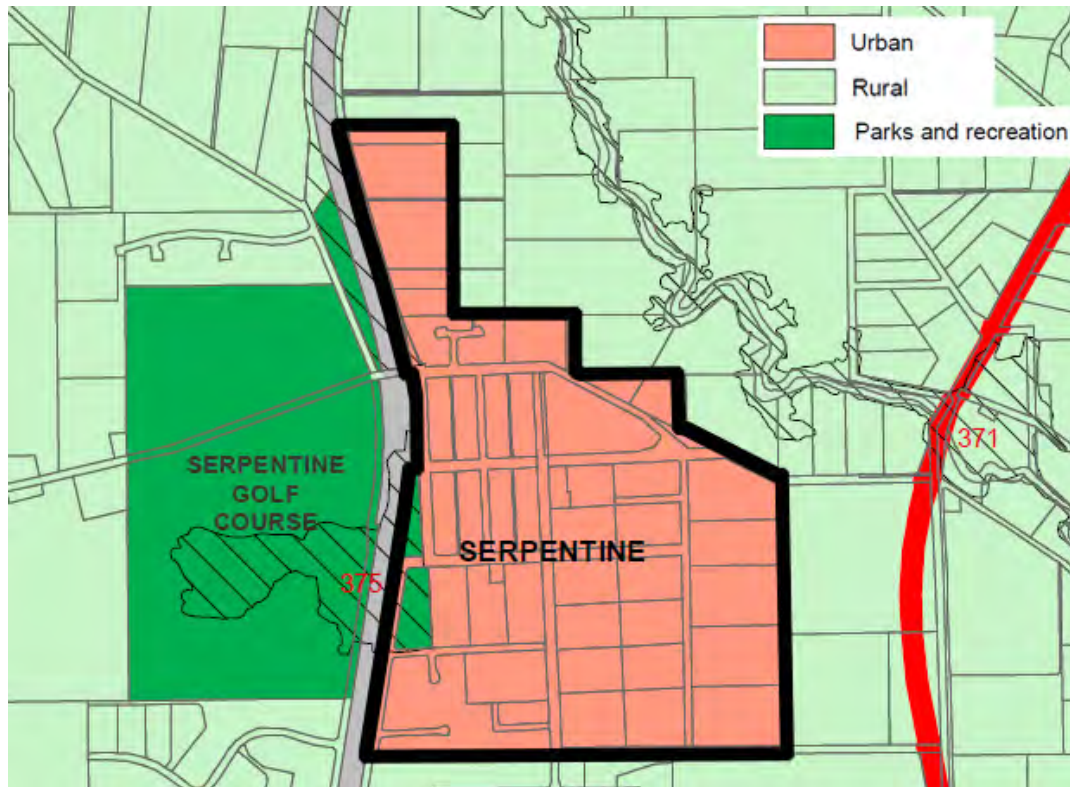 Urban
Rural
Parks and recreation
371
SERPENTINE
GOLF
COURSE
SERPENTINE
375